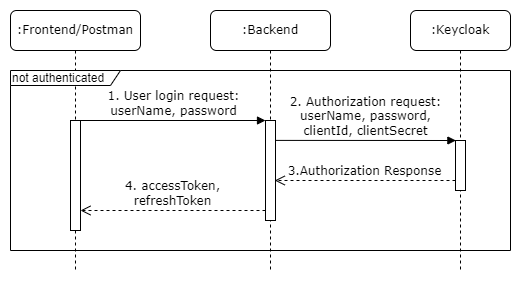 :Frontend/Postman
:Backend
:Keycloak
not authenticated
1. User login request:
userName, password
2. Authorization request:
userName, password,
clientId, clientSecret
3.Authorization Response
4. accessToken,
refreshToken